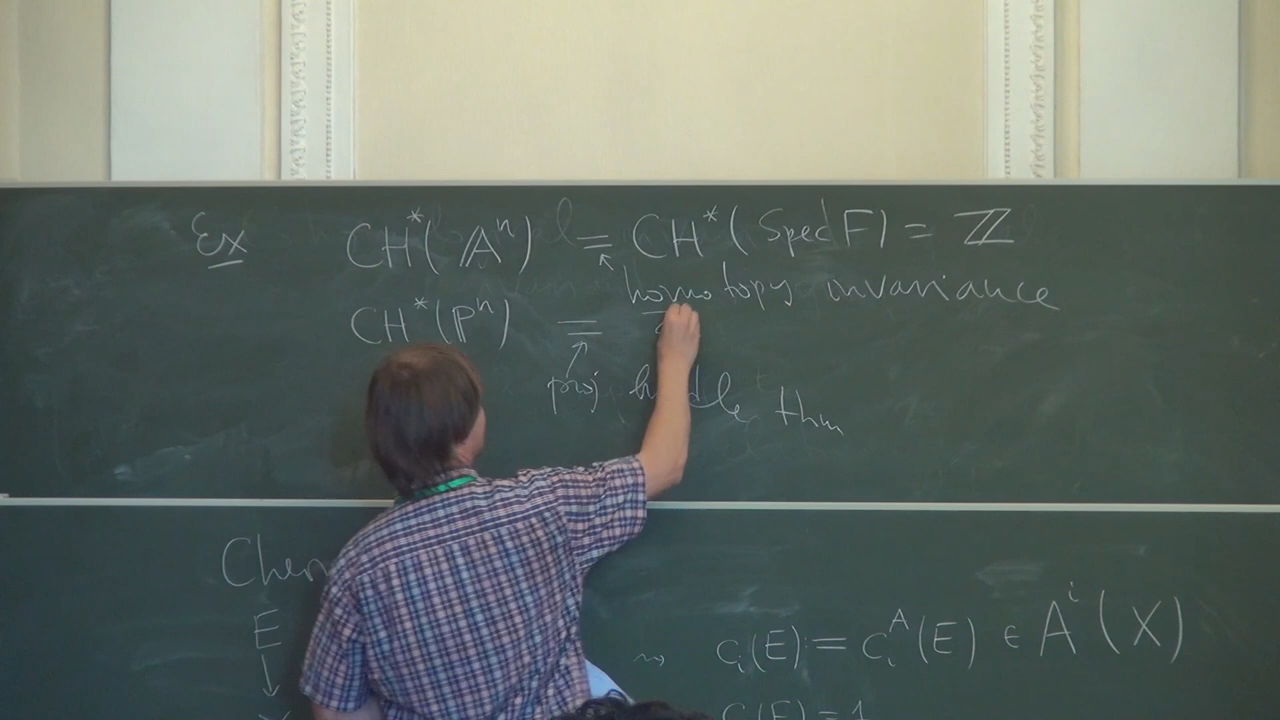 Ex CH*(Aⁿ) = CH*(Spec F) = ℤ
homotopy invariance
CH*(Pⁿ) =
proj. bundle thm
Chern
E
↓
⇝ cᵢ(E) := cᵢᴬ(E) ∈ Aⁱ(X)